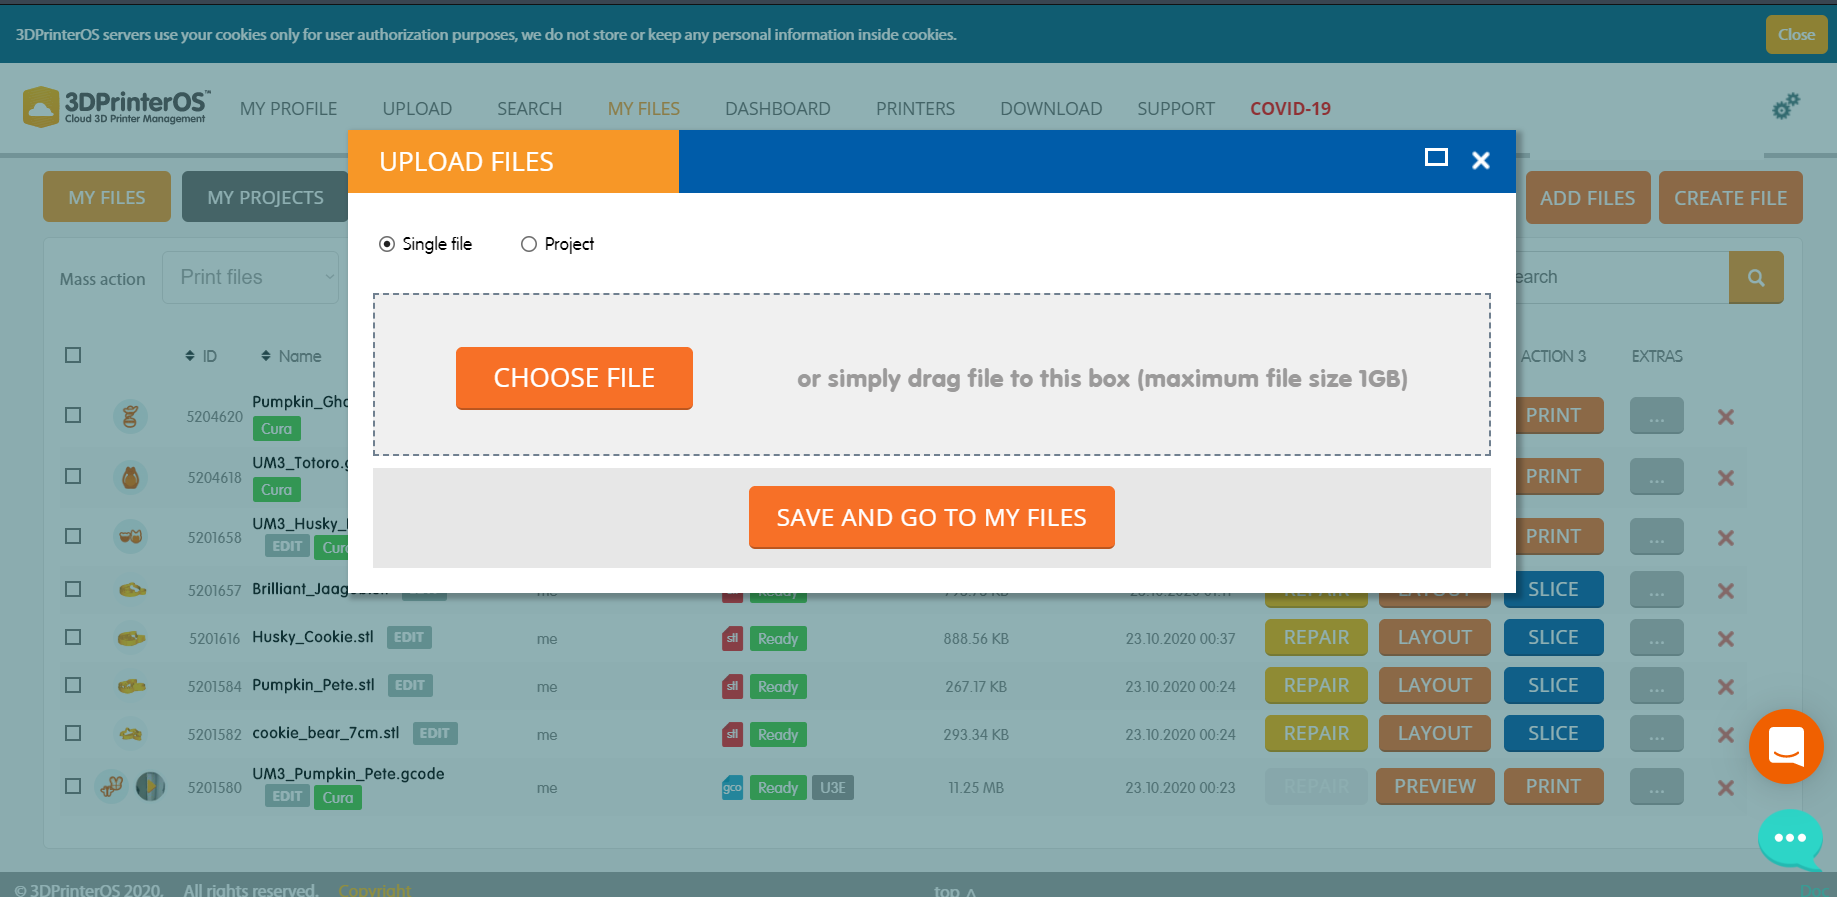 3DPrinterOS servers use your cookies only for user authorization purposes, we do not store or keep any personal information inside cookies.
Close
3DPrinterOS™
Cloud 3D Printer Management
MY PROFILE UPLOAD SEARCH MY FILES DASHBOARD PRINTERS DOWNLOAD SUPPORT COVID-19
UPLOAD FILES
MY FILES MY PROJECTS ADD FILES CREATE FILE
Single file Project
Mass action Print files earch
ID Name ACTION 3 EXTRAS
CHOOSE FILE or simply drag file to this box (maximum file size 1GB)
Pumpkin_Gho
5204620 PRINT ...
Cura
UM3_Totoro.g
5204618 PRINT ...
Cura
SAVE AND GO TO MY FILES
UM3_Husky_
5201658 PRINT ...
EDIT Cura
5201657 me Ready REPAIR LAYOUT SLICE ...
5201616 Husky_Cookie.stl EDIT me stl Ready 888.56 KB 23.10.2020 00:37 REPAIR LAYOUT SLICE ...
5201584 Pumpkin_Pete.stl EDIT me stl Ready 267.17 KB 23.10.2020 00:24 REPAIR LAYOUT SLICE ...
5201582 cookie_bear_7cm.stl EDIT me stl Ready 293.34 KB 23.10.2020 00:24 REPAIR LAYOUT SLICE ...
UM3_Pumpkin_Pete.gcode
5201580 me gco Ready U3E 11.25 MB 23.10.2020 00:23 REPAIR PREVIEW PRINT ...
EDIT Cura
© 3DPrinterOS 2020. All rights reserved. Copyright top Doc